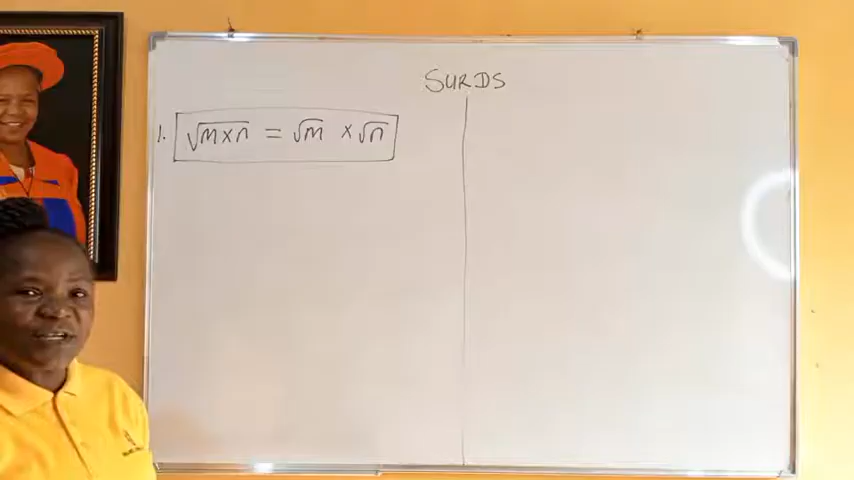 SURDS
1. √m×n = √m × √n